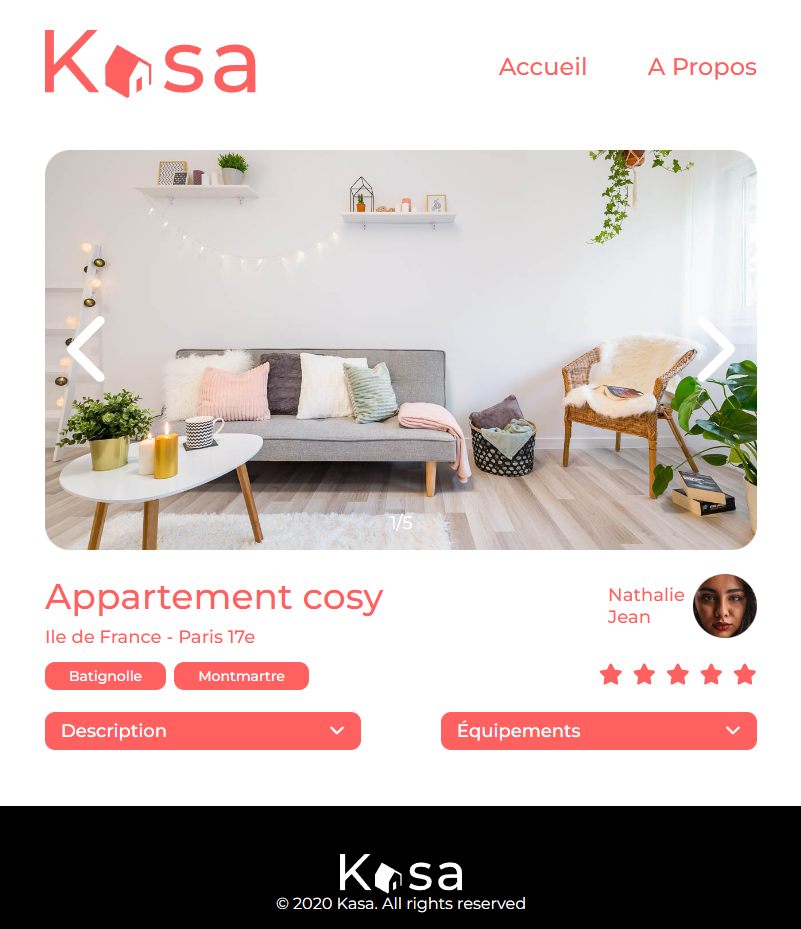 Kasa
Accueil
A Propos
1/5
Appartement cosy
Nathalie
Jean
Ile de France - Paris 17e
Batignolle
Montmartre
Description
Équipements
Kasa
© 2020 Kasa. All rights reserved